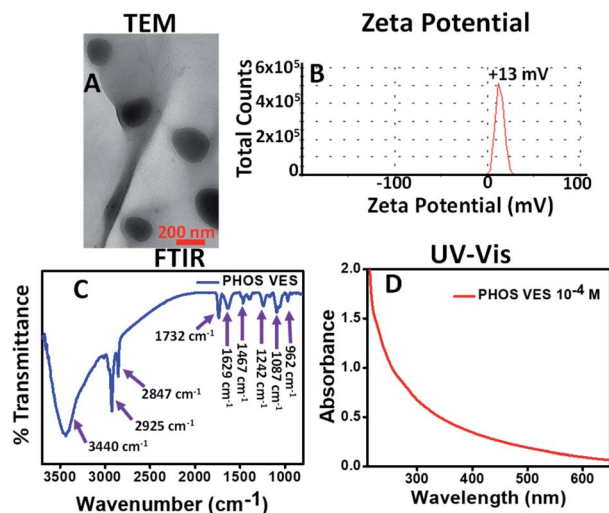 TEM
A
200 nm
Zeta Potential
B
+13 mV
Total Counts
6x10⁵
4x10⁵
2x10⁵
0
-100
0
100
Zeta Potential (mV)
FTIR
C
PHOS VES
% Transmittance
1732 cm⁻¹
1629 cm⁻¹
1467 cm⁻¹
1242 cm⁻¹
1087 cm⁻¹
962 cm⁻¹
2847 cm⁻¹
2925 cm⁻¹
3440 cm⁻¹
3500 3000 2500 2000 1500 1000
Wavenumber (cm⁻¹)
UV-Vis
D
PHOS VES 10⁻⁴ M
Absorbance
2.0
1.5
1.0
0.5
0.0
300 400 500 600
Wavelength (nm)